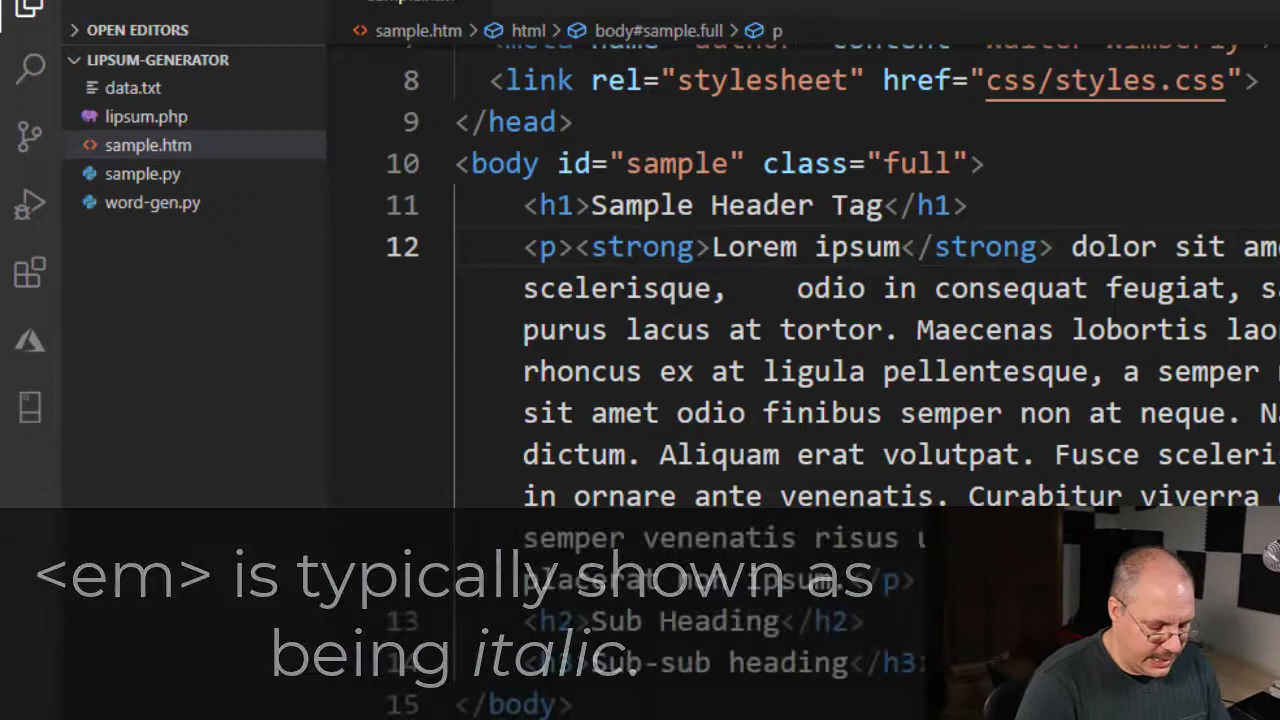 OPEN EDITORS
LIPSUM-GENERATOR
data.txt
lipsum.php
sample.htm
sample.py
word-gen.py
sample.htm > html > body#sample.full > p
8 <link rel="stylesheet" href="css/styles.css">
9 </head>
10 <body id="sample" class="full">
11 <h1>Sample Header Tag</h1>
12 <p><strong>Lorem ipsum</strong> dolor sit am
scelerisque, odio in consequat feugiat, s
purus lacus at tortor. Maecenas lobortis lao
rhoncus ex at ligula pellentesque, a semper
sit amet odio finibus semper non at neque. N
dictum. Aliquam erat volutpat. Fusce sceleri
in ornare ante venenatis. Curabitur viverra
semper venenatis risus
placerat non ipsum.</p>
13 <h2>Sub Heading</h2>
14 <h3>Sub-sub heading</h3
15 </body>
<em> is typically shown as
being italic.